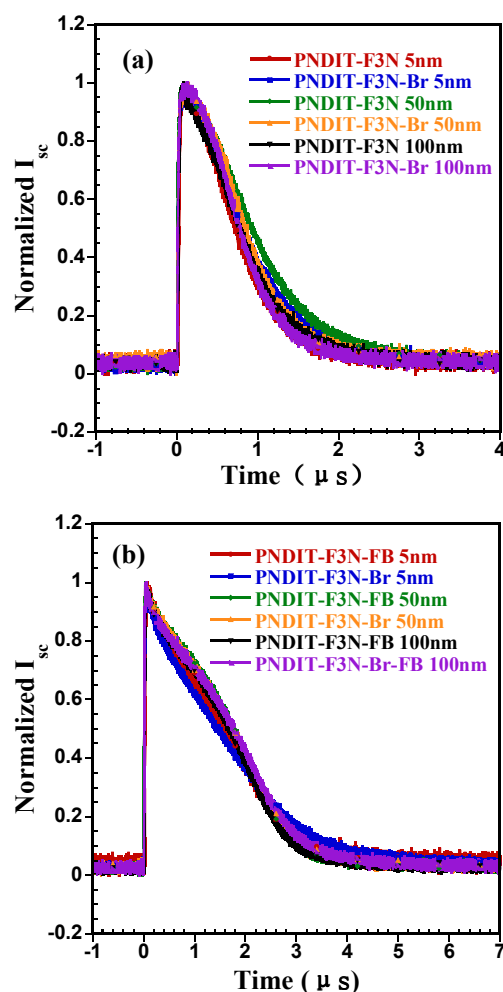 (a)
PNDIT-F3N 5nm
PNDIT-F3N-Br 5nm
PNDIT-F3N 50nm
PNDIT-F3N-Br 50nm
PNDIT-F3N 100nm
PNDIT-F3N-Br 100nm
Normalized Isc
1.2
1
0.8
0.6
0.4
0.2
0
-0.2
-1 0 1 2 3 4
Time ( μs)
(b)
PNDIT-F3N-FB 5nm
PNDIT-F3N-Br 5nm
PNDIT-F3N-FB 50nm
PNDIT-F3N-Br 50nm
PNDIT-F3N-FB 100nm
PNDIT-F3N-Br-FB 100nm
Normalized Isc
1.2
1
0.8
0.6
0.4
0.2
0
-0.2
-1 0 1 2 3 4 5 6 7
Time (μs)